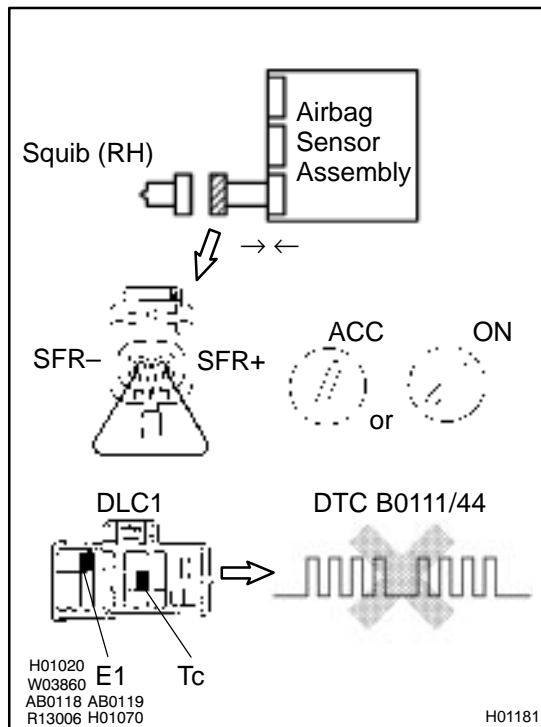 Airbag
Sensor
Assembly
Squib (RH)
→ ←
SFR–
SFR+
ACC
ON
or
DLC1
DTC B0111/44
E1
Tc
H01020
W03860
AB0118 AB0119
R13006 H01070
H01181